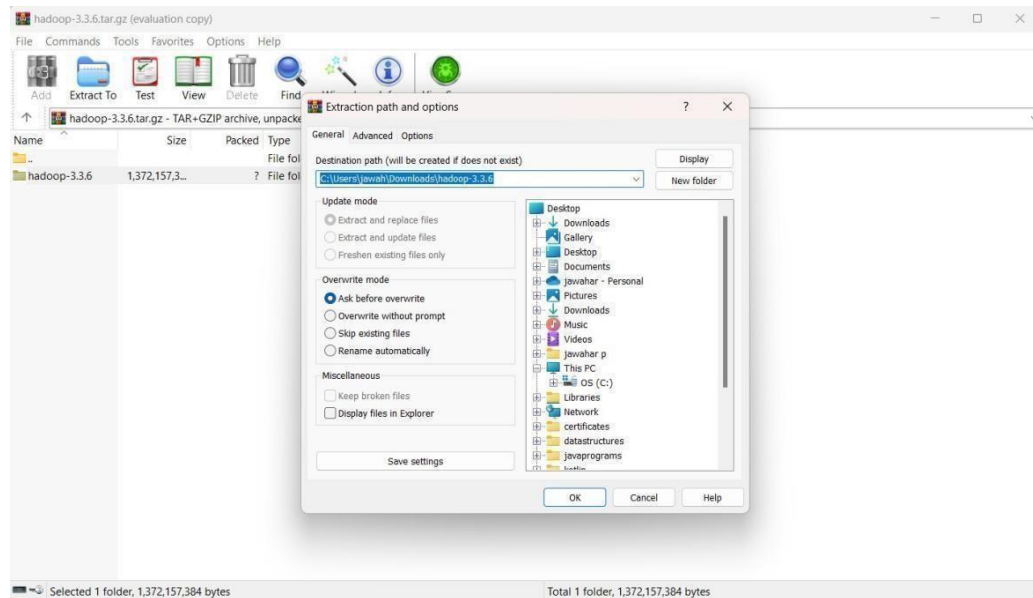 hadoop-3.3.6.tar.gz (evaluation copy)
File Commands Tools Favorites Options Help
Add Extract To Test View Delete Find
hadoop-3.3.6.tar.gz - TAR+GZIP archive, unpacke
Name Size Packed Type
.. File fol
hadoop-3.3.6 1,372,157,3... ? File fol
Extraction path and options ?
General Advanced Options
Destination path (will be created if does not exist)
C:\Users\jawah\Downloads\hadoop-3.3.6
Display
New folder
Update mode
Extract and replace files
Extract and update files
Freshen existing files only
Overwrite mode
Ask before overwrite
Overwrite without prompt
Skip existing files
Rename automatically
Miscellaneous
Keep broken files
Display files in Explorer
Save settings
Desktop
Downloads
Gallery
Desktop
Documents
jawahar - Personal
Pictures
Downloads
Music
Videos
jawahar p
This PC
OS (C:)
Libraries
Network
certificates
datastructures
javaprograms
OK Cancel Help
Selected 1 folder, 1,372,157,384 bytes
Total 1 folder, 1,372,157,384 bytes